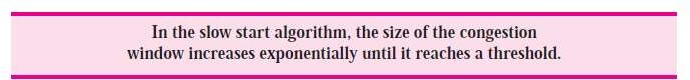 In the slow start algorithm, the size of the congestion
window increases exponentially until it reaches a threshold.